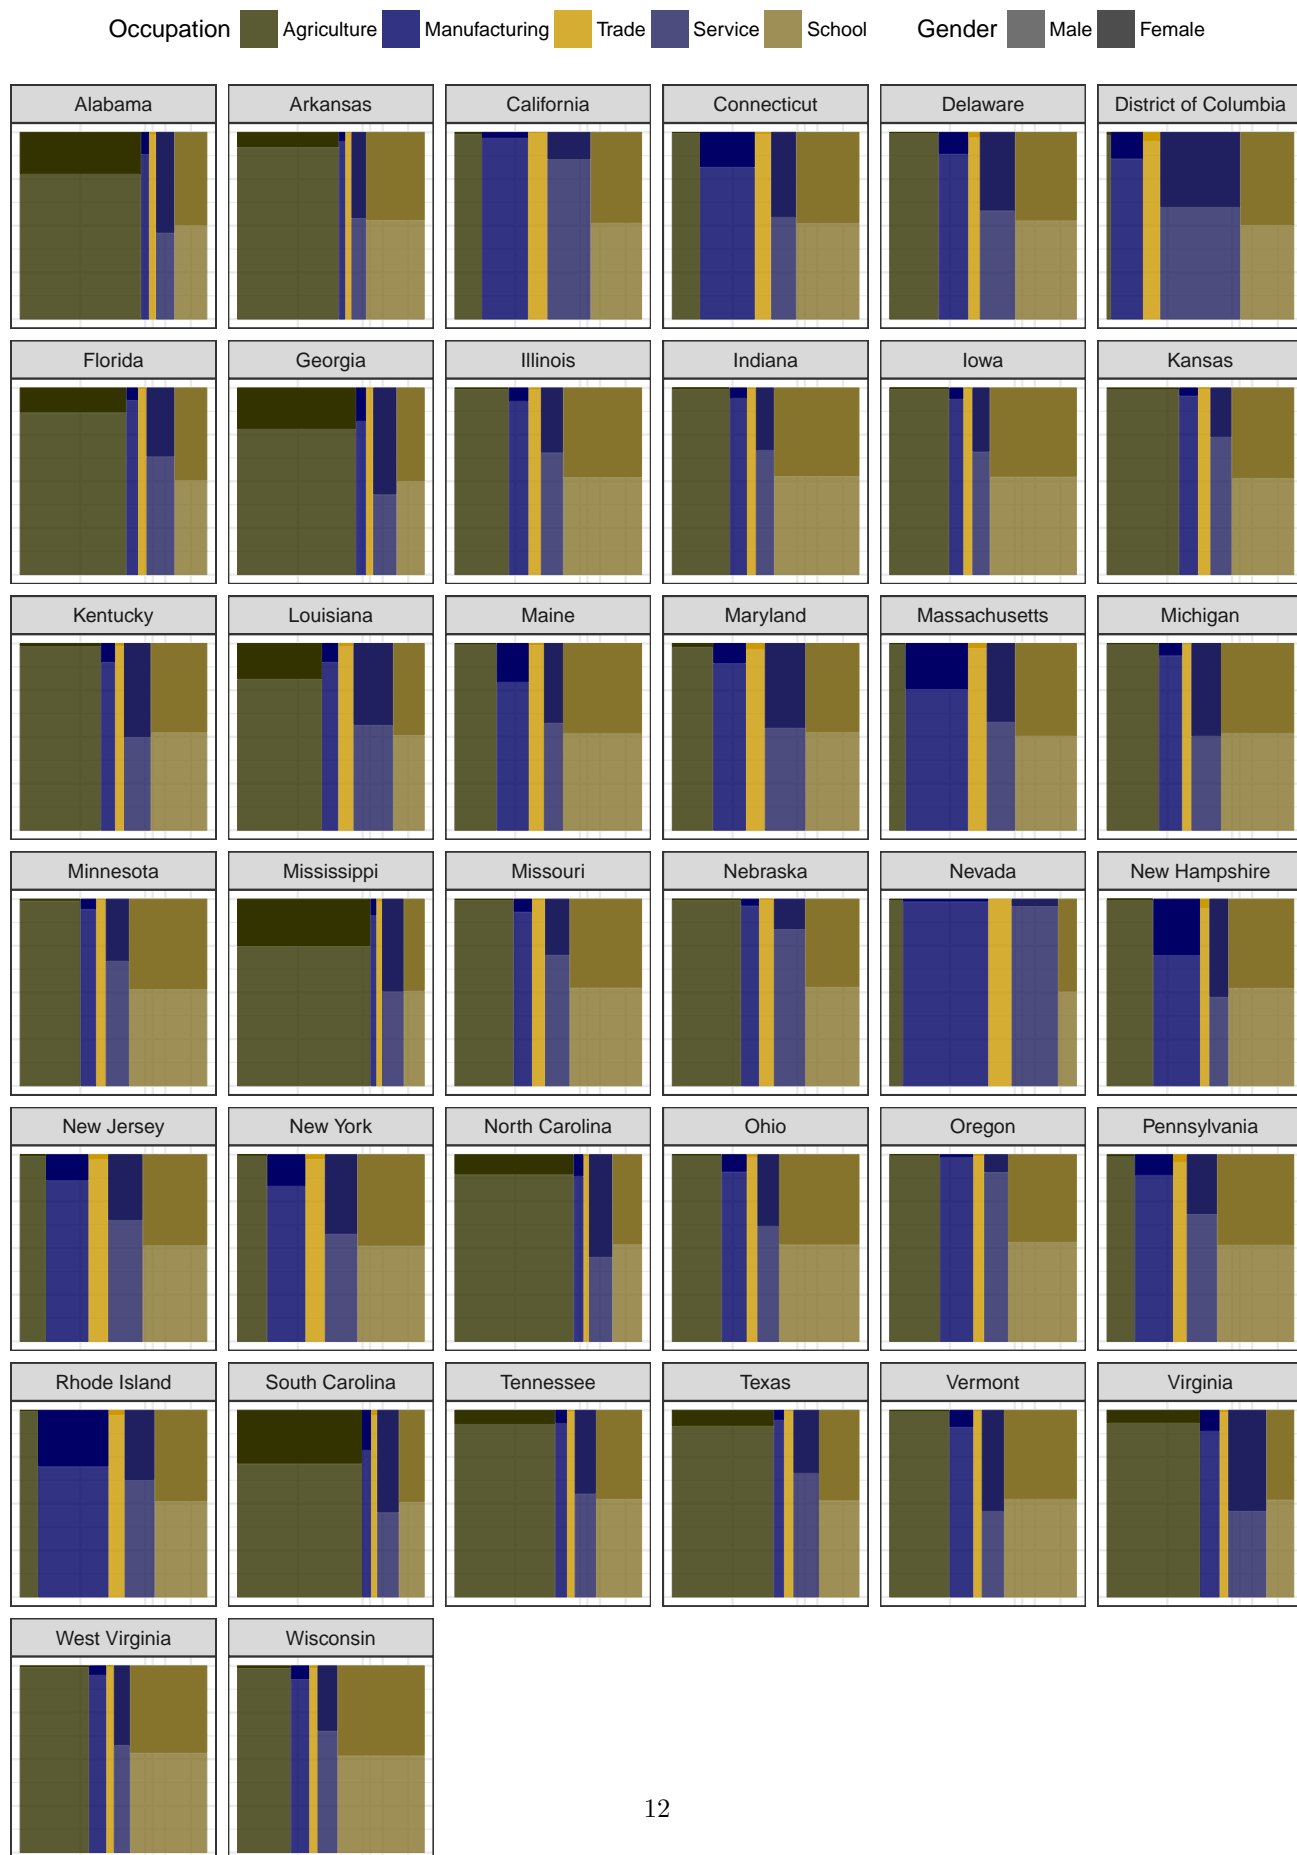 Occupation Agriculture Manufacturing Trade Service School Gender Male Female
Alabama Arkansas California Connecticut Delaware District of Columbia
Florida Georgia Illinois Indiana Iowa Kansas
Kentucky Louisiana Maine Maryland Massachusetts Michigan
Minnesota Mississippi Missouri Nebraska Nevada New Hampshire
New Jersey New York North Carolina Ohio Oregon Pennsylvania
Rhode Island South Carolina Tennessee Texas Vermont Virginia
West Virginia Wisconsin
12